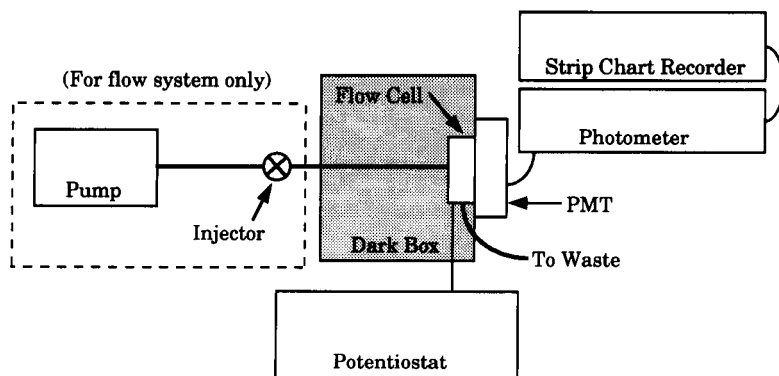 (For flow system only)
Pump
Injector
Flow Cell
Dark Box
Strip Chart Recorder
Photometer
PMT
To Waste
Potentiostat